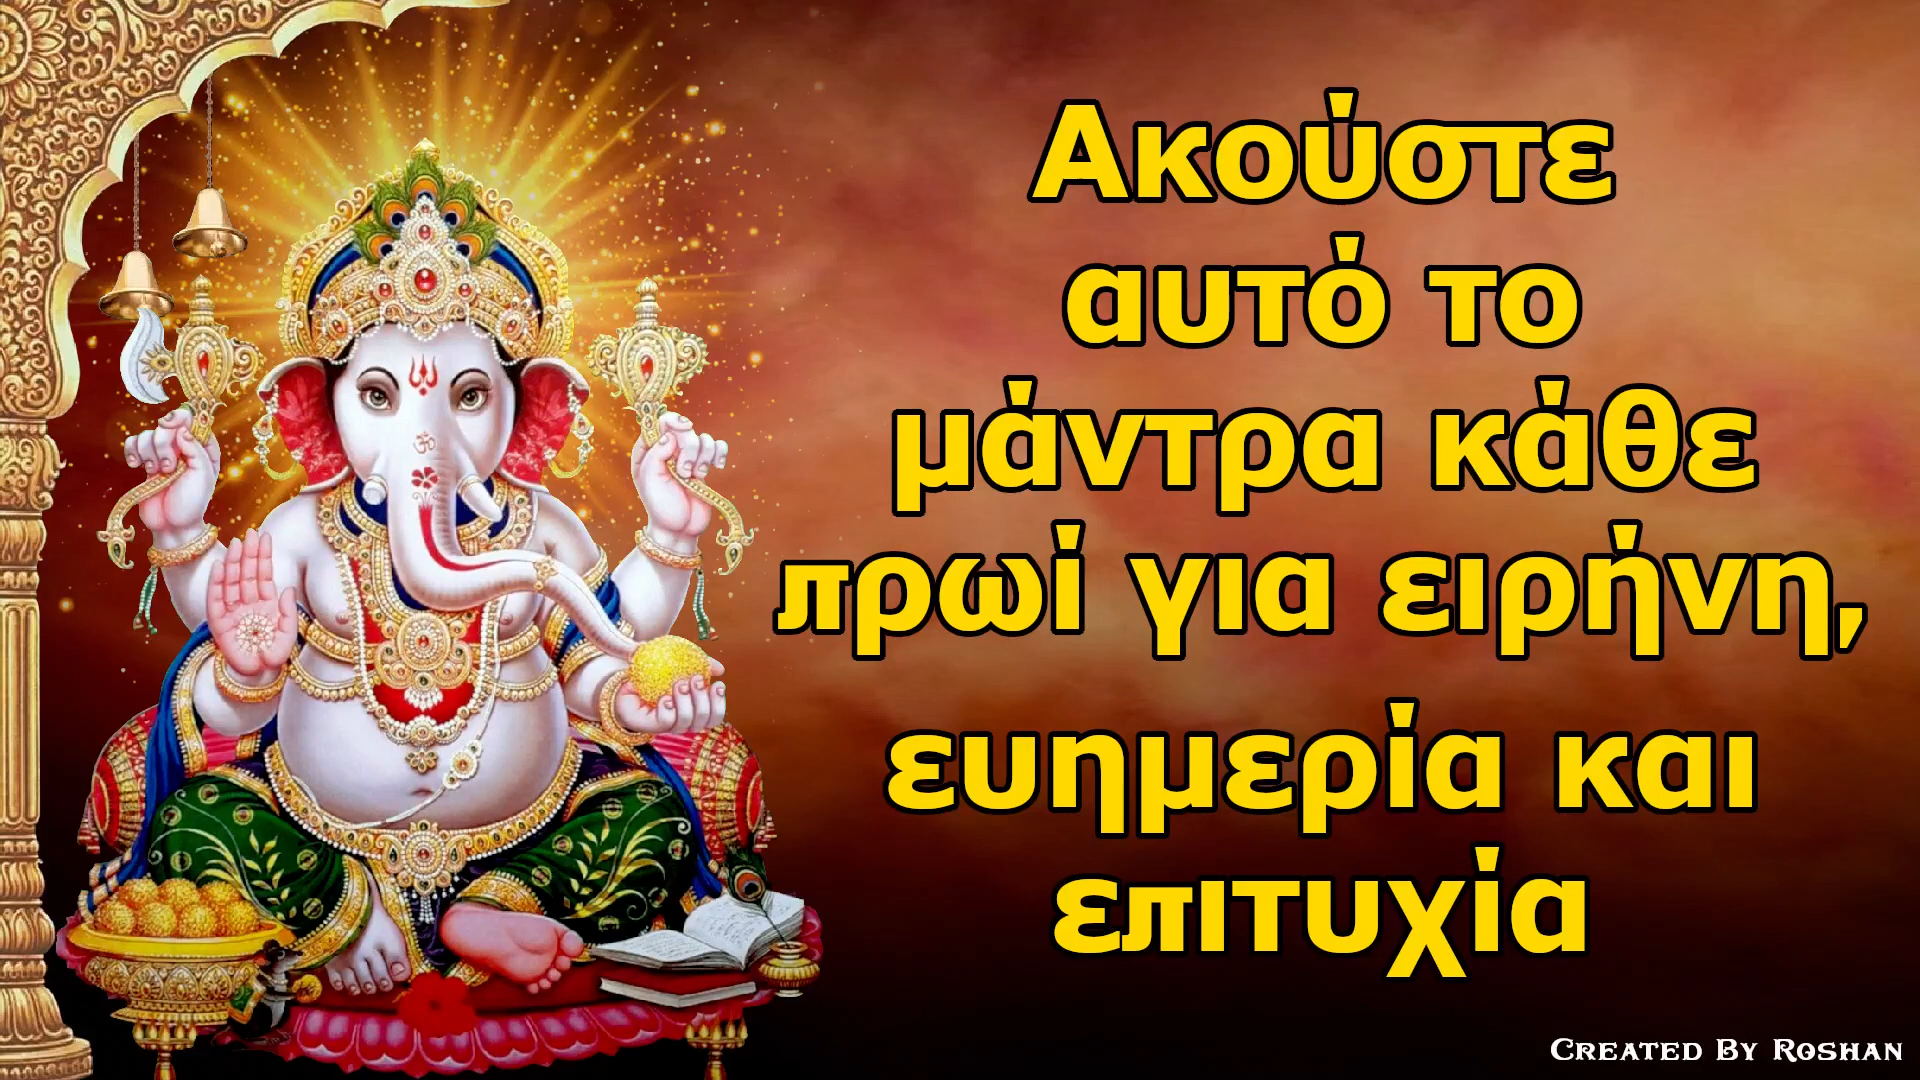 Ακούστε
αυτό το
μάντρα κάθε
πρωί για ειρήνη,
ευημερία και
επιτυχία
Created By Roshan